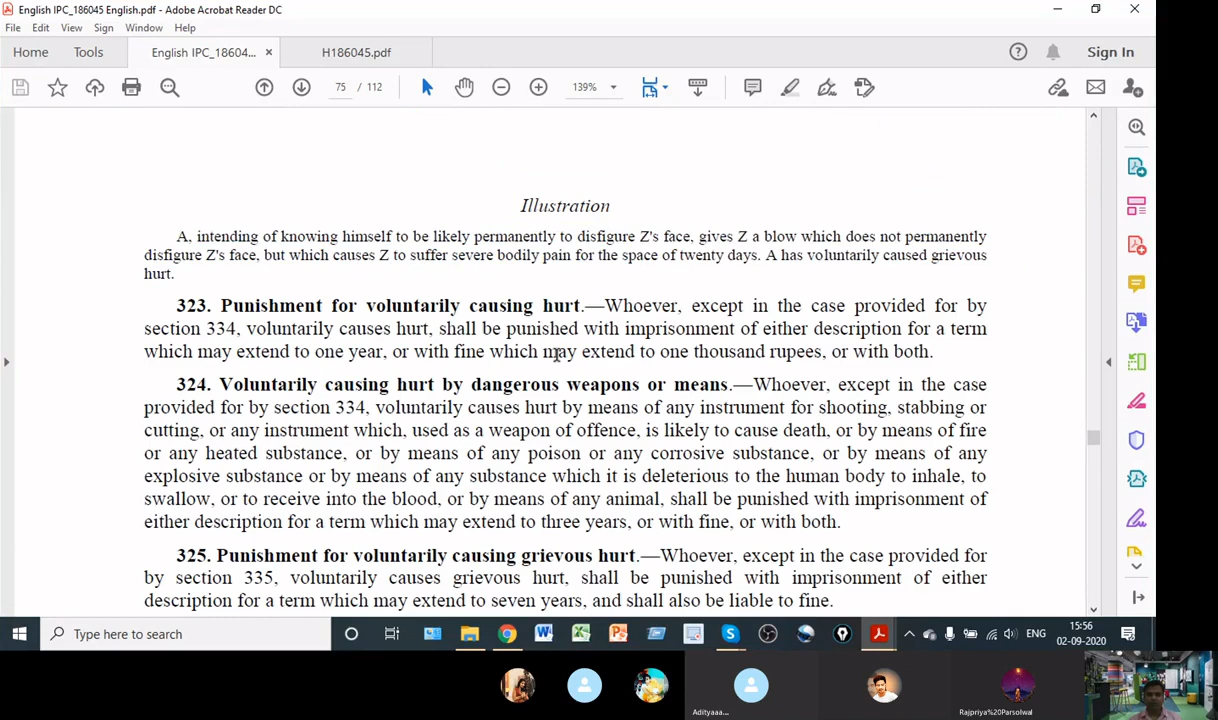 English IPC_186045 English.pdf - Adobe Acrobat Reader DC
File Edit View Sign Window Help
Home Tools English IPC_18604... × H186045.pdf Sign In
75 / 112 139%
Illustration
A, intending of knowing himself to be likely permanently to disfigure Z's face, gives Z a blow which does not permanently
disfigure Z's face, but which causes Z to suffer severe bodily pain for the space of twenty days. A has voluntarily caused grievous
hurt.
323. Punishment for voluntarily causing hurt.—Whoever, except in the case provided for by
section 334, voluntarily causes hurt, shall be punished with imprisonment of either description for a term
which may extend to one year, or with fine which may extend to one thousand rupees, or with both.
324. Voluntarily causing hurt by dangerous weapons or means.—Whoever, except in the case
provided for by section 334, voluntarily causes hurt by means of any instrument for shooting, stabbing or
cutting, or any instrument which, used as a weapon of offence, is likely to cause death, or by means of fire
or any heated substance, or by means of any poison or any corrosive substance, or by means of any
explosive substance or by means of any substance which it is deleterious to the human body to inhale, to
swallow, or to receive into the blood, or by means of any animal, shall be punished with imprisonment of
either description for a term which may extend to three years, or with fine, or with both.
325. Punishment for voluntarily causing grievous hurt.—Whoever, except in the case provided for
by section 335, voluntarily causes grievous hurt, shall be punished with imprisonment of either
description for a term which may extend to seven years, and shall also be liable to fine.
Type here to search ENG 15:56
02-09-2020
Adityaaa... Rajpriya%20Parsolwal